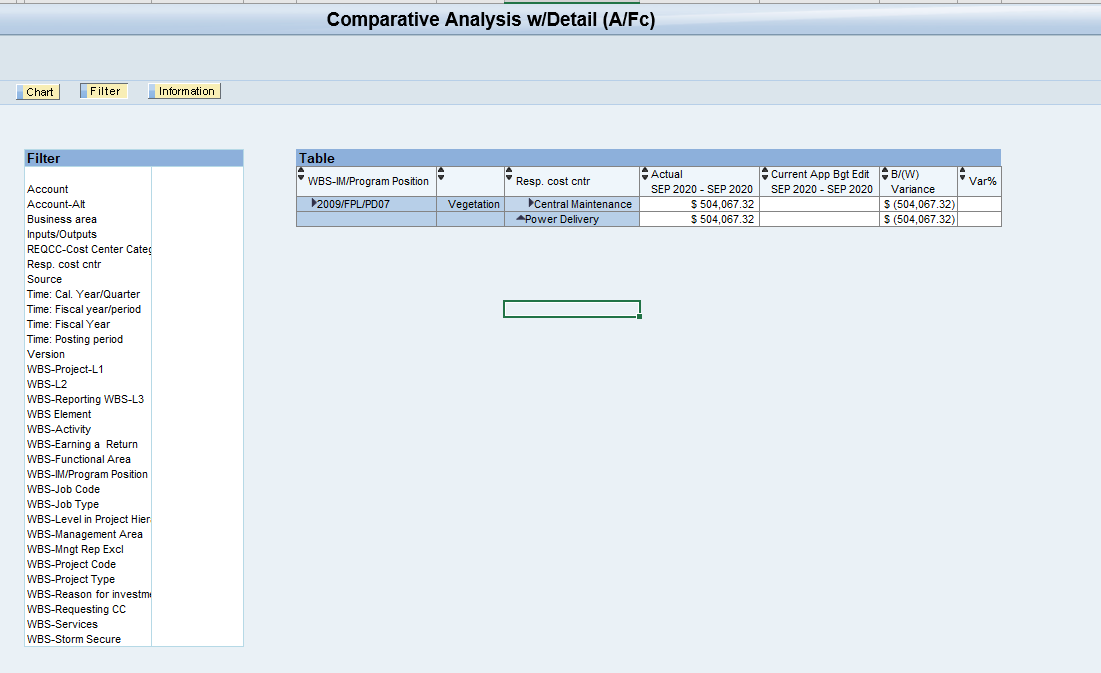 Comparative Analysis w/Detail (A/Fc)
Chart
Filter
Information
Filter
Account
Account-Alt
Business area
Inputs/Outputs
REQCC-Cost Center Categ
Resp. cost cntr
Source
Time: Cal. Year/Quarter
Time: Fiscal year/period
Time: Fiscal Year
Time: Posting period
Version
WBS-Project-L1
WBS-L2
WBS-Reporting WBS-L3
WBS Element
WBS-Activity
WBS-Earning a Return
WBS-Functional Area
WBS-IM/Program Position
WBS-Job Code
WBS-Job Type
WBS-Level in Project Hier
WBS-Management Area
WBS-Mngt Rep Excl
WBS-Project Code
WBS-Project Type
WBS-Reason for investm
WBS-Requesting CC
WBS-Services
WBS-Storm Secure
Table
WBS-IM/Program Position Resp. cost cntr Actual Current App Bgt Edit B/(W) Var%
SEP 2020 - SEP 2020 SEP 2020 - SEP 2020 Variance
2009/FPL/PD07 Vegetation Central Maintenance $ 504,067.32 $ (504,067.32)
Power Delivery $ 504,067.32 $ (504,067.32)